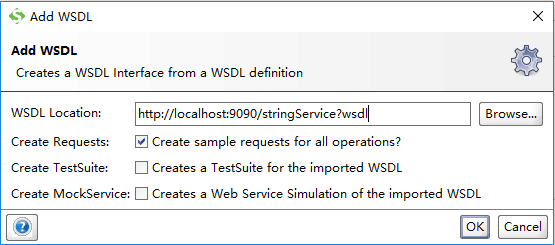 Add WSDL
Add WSDL
Creates a WSDL Interface from a WSDL definition
WSDL Location: http://localhost:9090/stringService?wsdl Browse...
Create Requests: Create sample requests for all operations?
Create TestSuite: Creates a TestSuite for the imported WSDL
Create MockService: Creates a Web Service Simulation of the imported WSDL
? OK Cancel